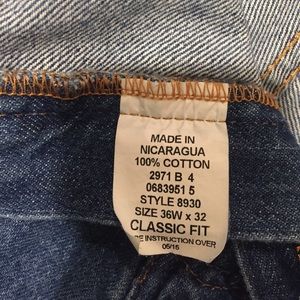 MADE IN
NICARAGUA
100% COTTON
2971 B 4
0683951 5
STYLE 8930
SIZE 36W x 32
CLASSIC FIT
INSTRUCTION OVER
05/16